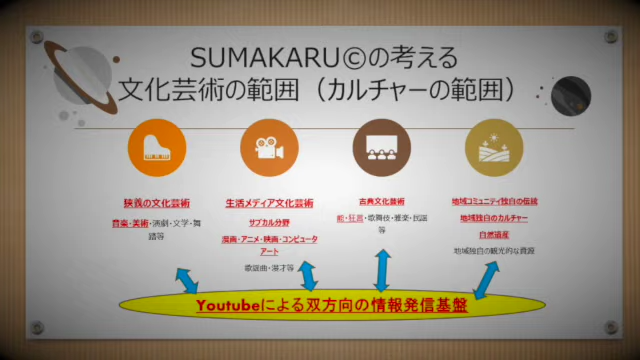 SUMAKARU©の考える
文化芸術の範囲（カルチャーの範囲）
狭義の文化芸術
音楽・美術・演劇・文学・舞
踏等
生活メディア文化芸術
サブカル分野
漫画・アニメ・映画・コンピュータ
アート
歌謡曲・漫才等
古典文化芸術
能・狂言・歌舞伎・雅楽・民謡
等
地域コミュニティ独自の伝統
地域独自のカルチャー
自然遺産
地域独自の観光的な資源
Youtubeによる双方向の情報発信基盤